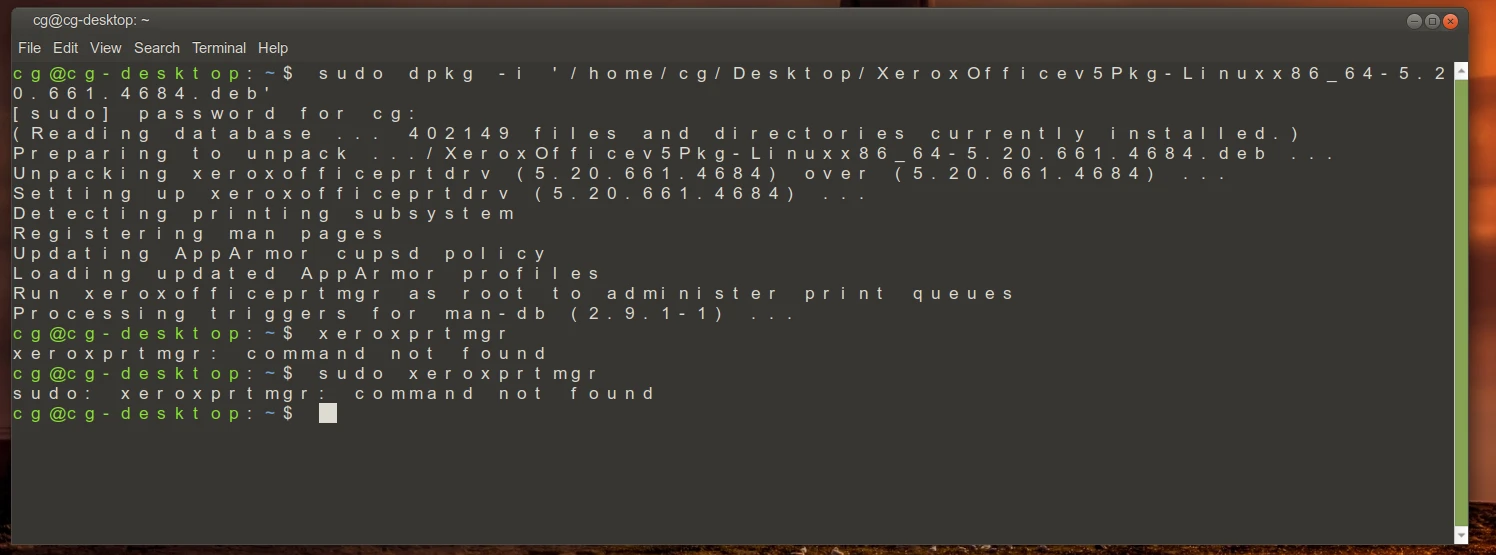 cg@cg-desktop: ~
File Edit View Search Terminal Help
cg@cg-desktop:~$ sudo dpkg -i '/home/cg/Desktop/XeroxOfficev5Pkg-Linuxx86_64-5.2
0.661.4684.deb'
[sudo] password for cg:
(Reading database ... 402149 files and directories currently installed.)
Preparing to unpack .../XeroxOfficev5Pkg-Linuxx86_64-5.20.661.4684.deb ...
Unpacking xeroxofficeprtdrv (5.20.661.4684) over (5.20.661.4684) ...
Setting up xeroxofficeprtdrv (5.20.661.4684) ...
Detecting printing subsystem
Registering man pages
Updating AppArmor cupsd policy
Loading updated AppArmor profiles
Run xeroxofficeprtmgr as root to administer print queues
Processing triggers for man-db (2.9.1-1) ...
cg@cg-desktop:~$ xeroxprtmgr
xeroxprtmgr: command not found
cg@cg-desktop:~$ sudo xeroxprtmgr
sudo: xeroxprtmgr: command not found
cg@cg-desktop:~$